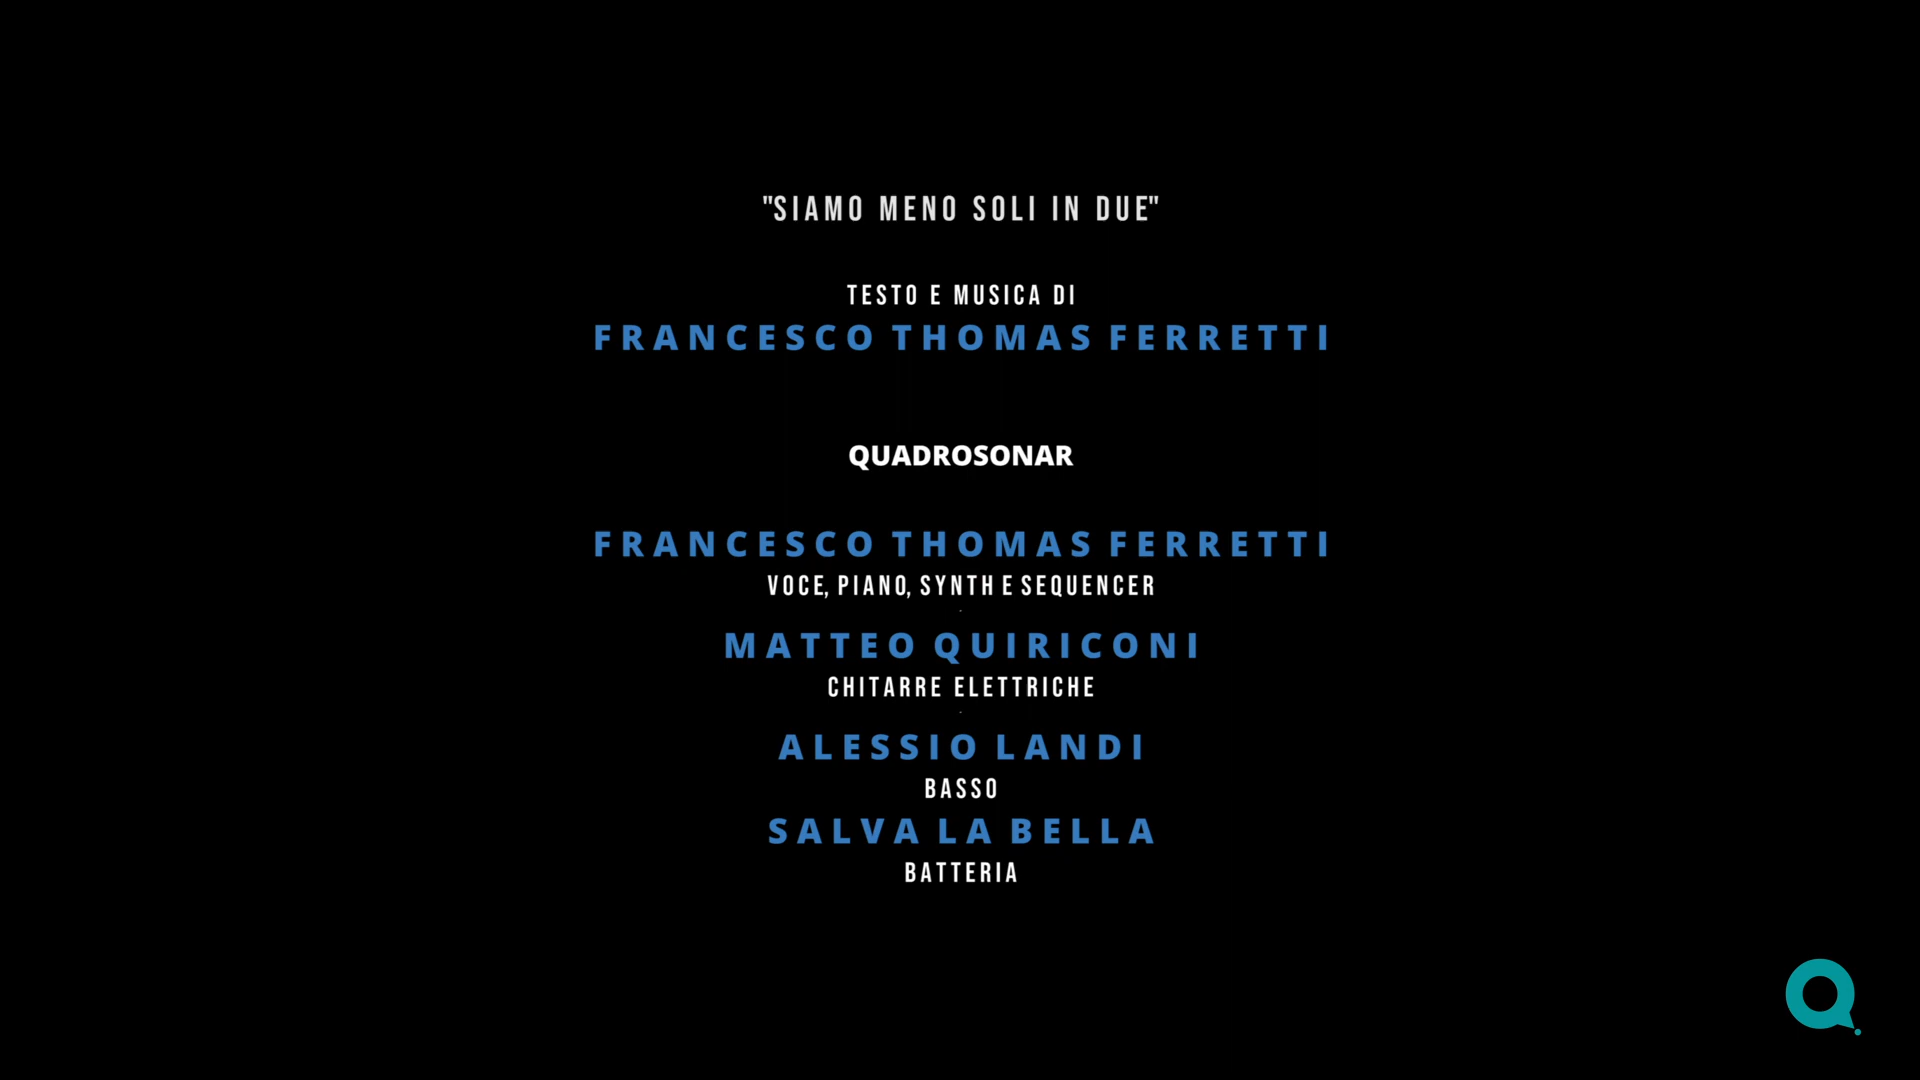 "SIAMO MENO SOLI IN DUE"
TESTO E MUSICA DI
FRANCESCO THOMAS FERRETTI
QUADROSONAR
FRANCESCO THOMAS FERRETTI
VOCE, PIANO, SYNTH E SEQUENCER
MATTEO QUIRICONI
CHITARRE ELETTRICHE
ALESSIO LANDI
BASSO
SALVA LA BELLA
BATTERIA